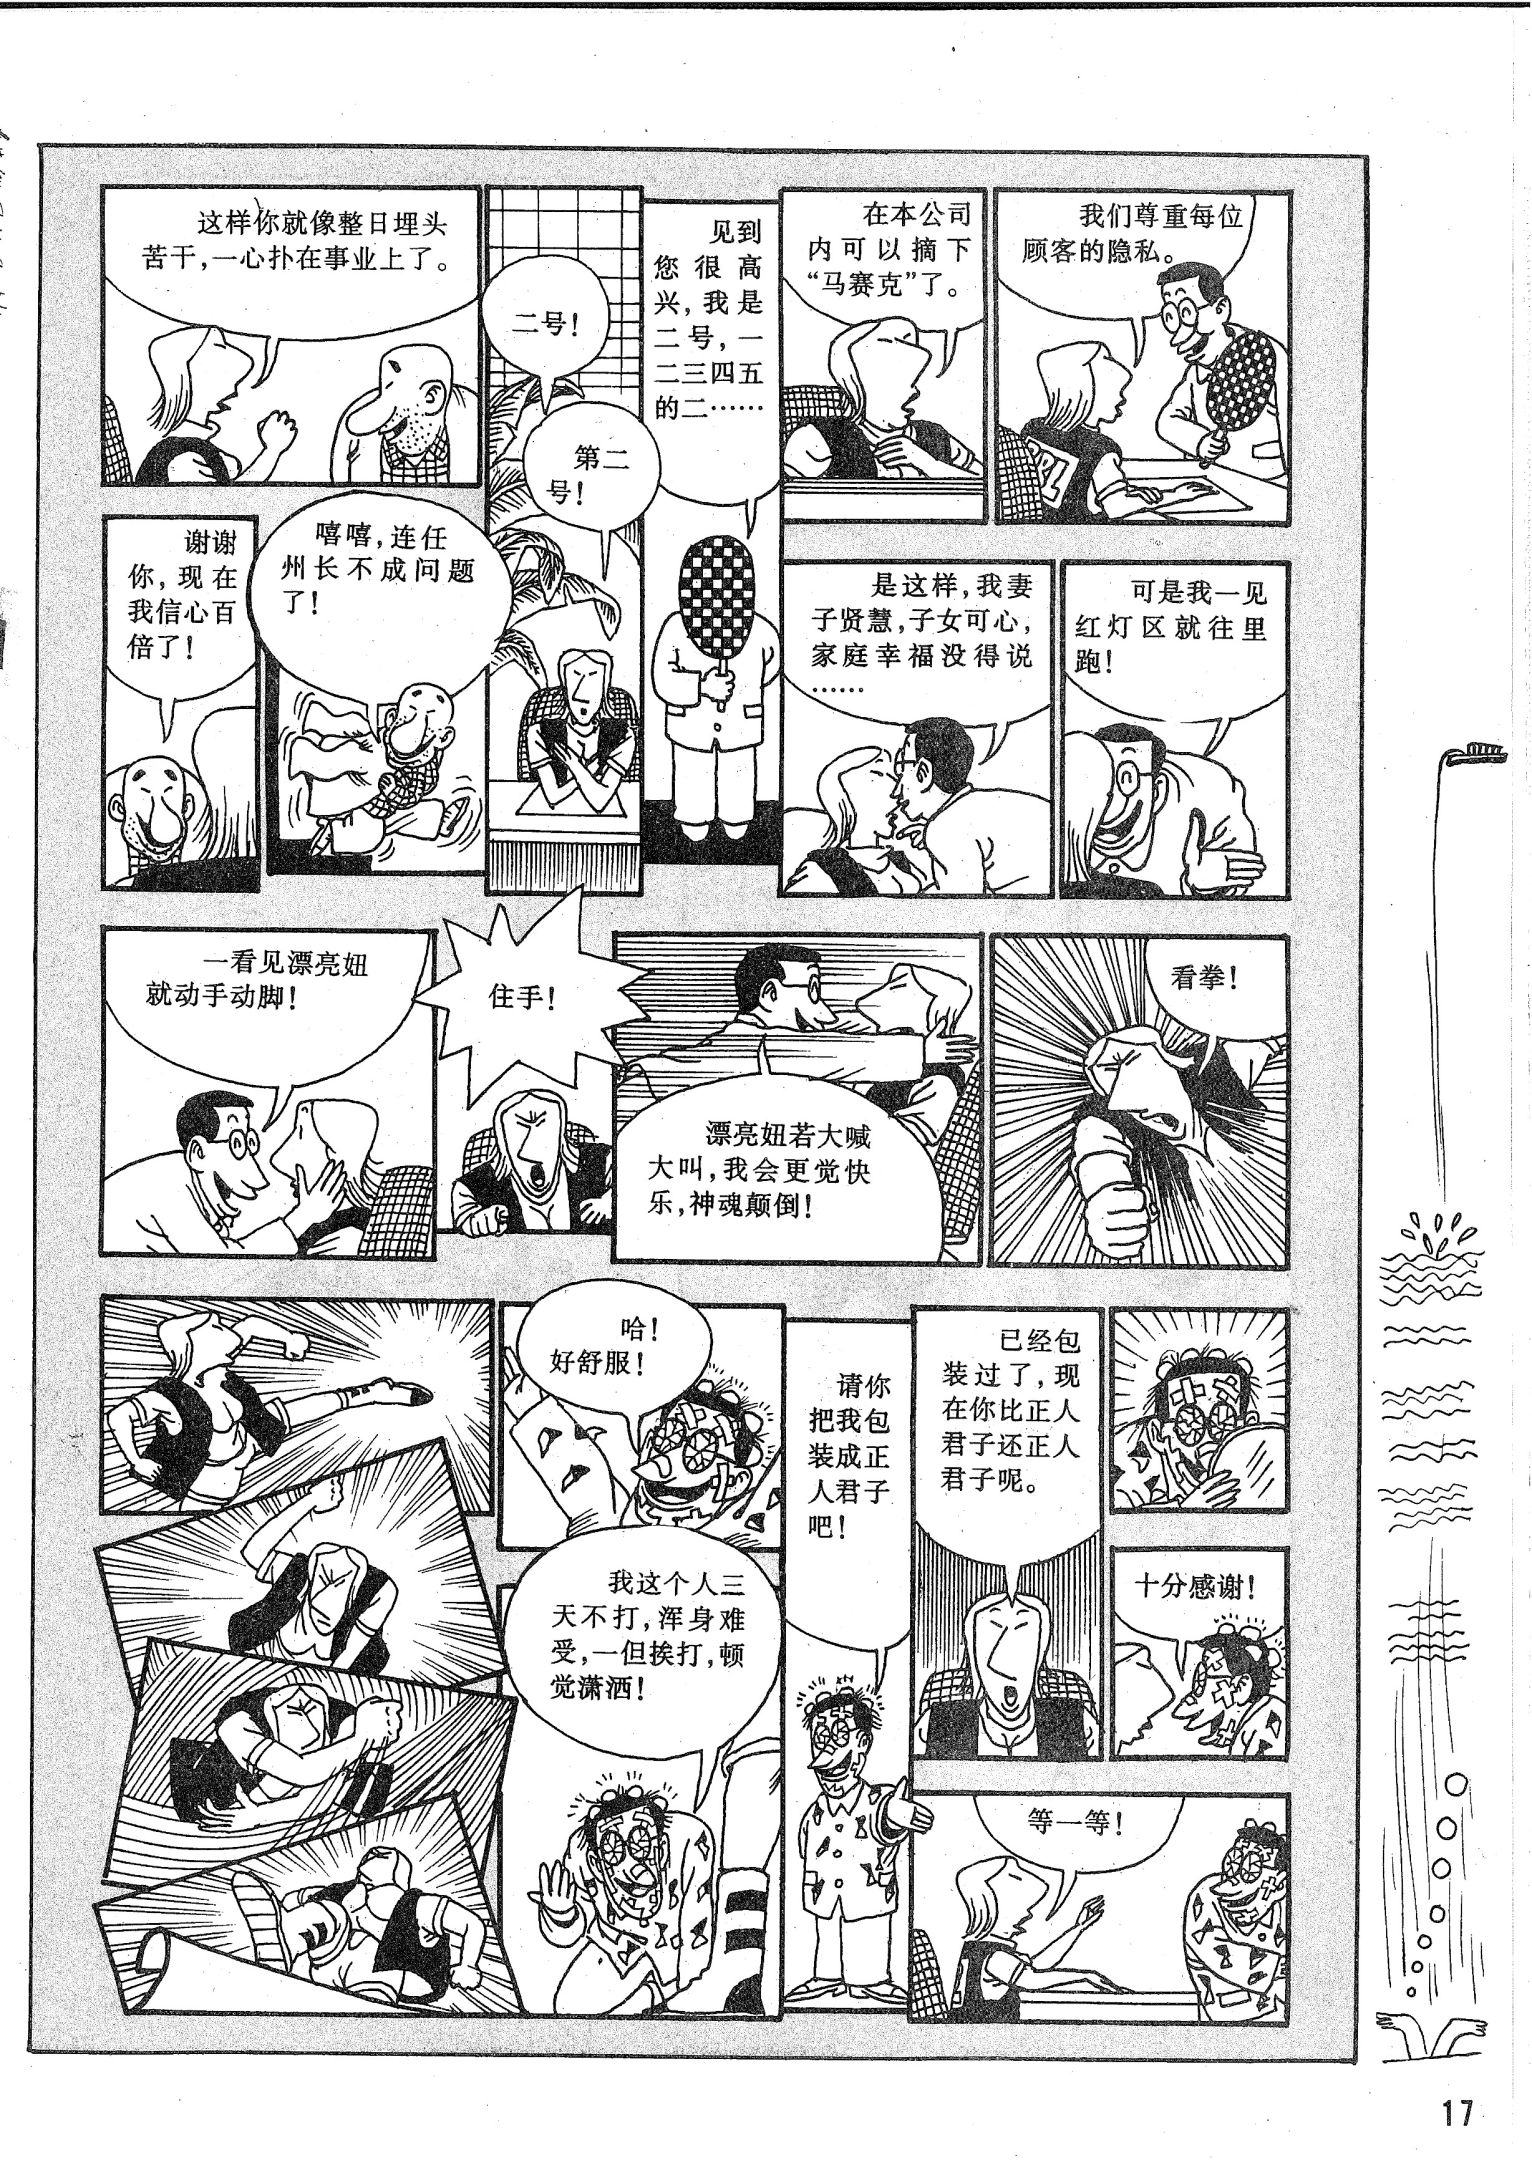 这样你就像整日埋头
苦干，一心扑在事业上了。
谢谢
你，现在
我信心百
倍了！
嘻嘻，连任
州长不成问题
了！
二号！
第二
号！
见到
您很高
兴，我是
二号，一
二三四五
的二……
在本公司
内可以摘下
“马赛克”了。
我们尊重每位
顾客的隐私。
是这样，我妻
子贤慧，子女可心，
家庭幸福没得说
……
可是我一见
红灯区就往里
跑！
一看见漂亮妞
就动手动脚！
住手！
漂亮妞若大喊
大叫，我会更觉快
乐，神魂颠倒！
看拳！
哈！
好舒服！
我这个人三
天不打，浑身难
受，一但挨打，顿
觉潇洒！
请你
把我包
装成正
人君子
吧！
已经包
装过了，现
在你比正人
君子还正人
君子呢。
十分感谢！
等一等！
17